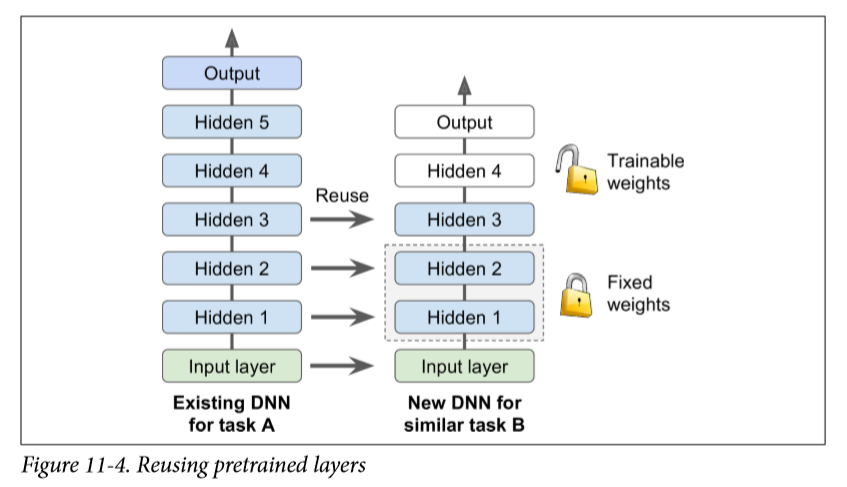 Output
Hidden 5
Hidden 4
Hidden 3
Hidden 2
Hidden 1
Input layer
Existing DNN
for task A
Reuse
Output
Hidden 4
Hidden 3
Hidden 2
Hidden 1
Input layer
New DNN for
similar task B
Trainable
weights
Fixed
weights
Figure 11-4. Reusing pretrained layers